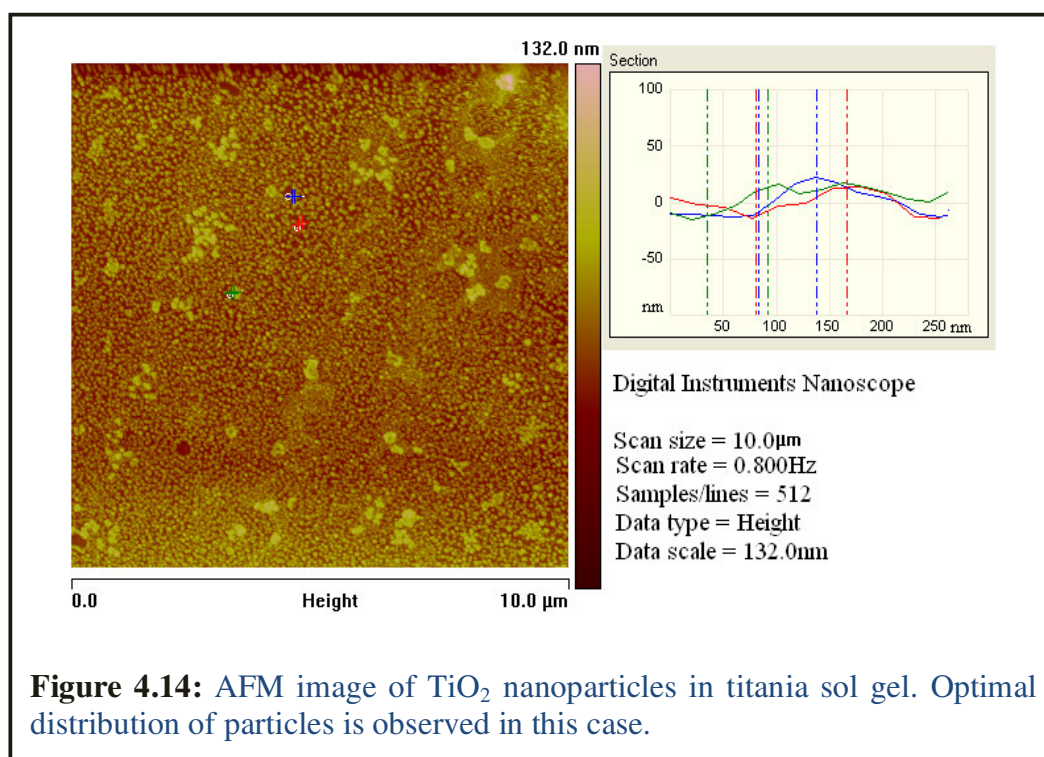 132.0 nm
Section
100
50
0
-50
nm
50 100 150 200 250 nm
Digital Instruments Nanoscope
Scan size = 10.0µm
Scan rate = 0.800Hz
Samples/lines = 512
Data type = Height
Data scale = 132.0nm
0.0 Height 10.0 µm
Figure 4.14: AFM image of TiO₂ nanoparticles in titania sol gel. Optimal
distribution of particles is observed in this case.